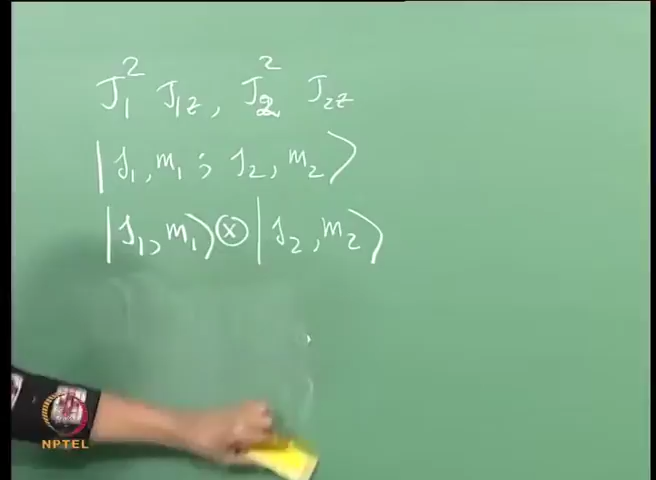 J₁² J₁z, J₂² J₂z
|j₁, m₁ ; j₂, m₂⟩
|j₁, m₁⟩ ⊗ |j₂, m₂⟩
NPTEL